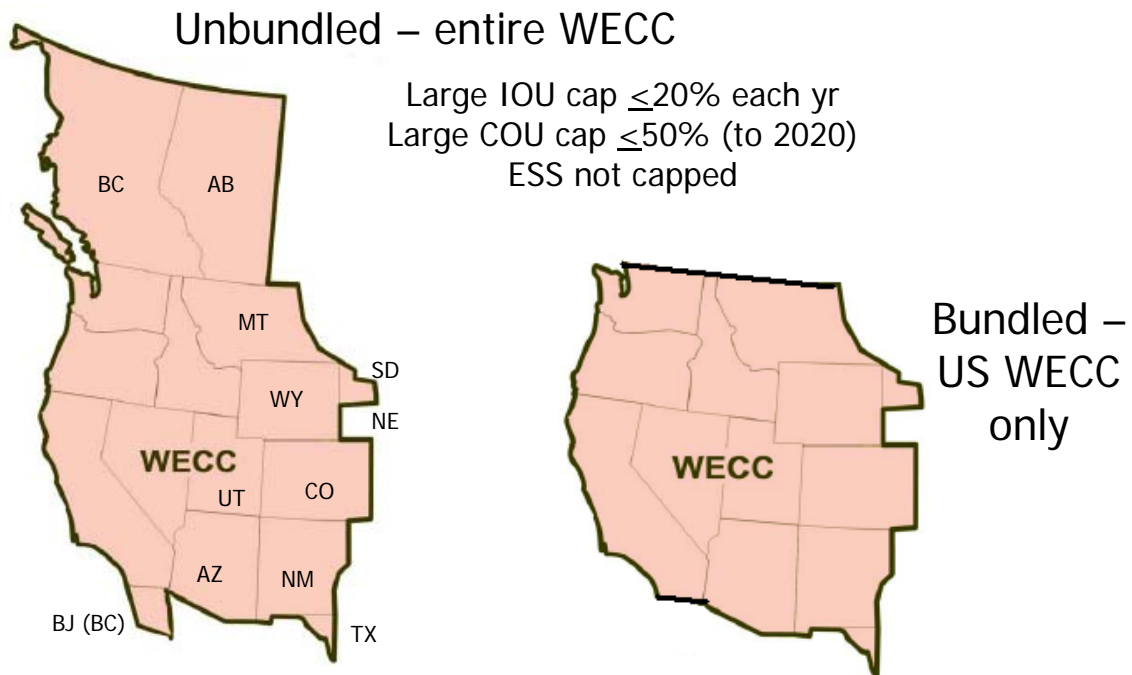 Unbundled – entire WECC
Large IOU cap <20% each yr
Large COU cap <50% (to 2020)
ESS not capped
BC
AB
MT
SD
WY
NE
WECC
UT
CO
AZ
NM
BJ (BC)
TX
Bundled –
US WECC
only
WECC